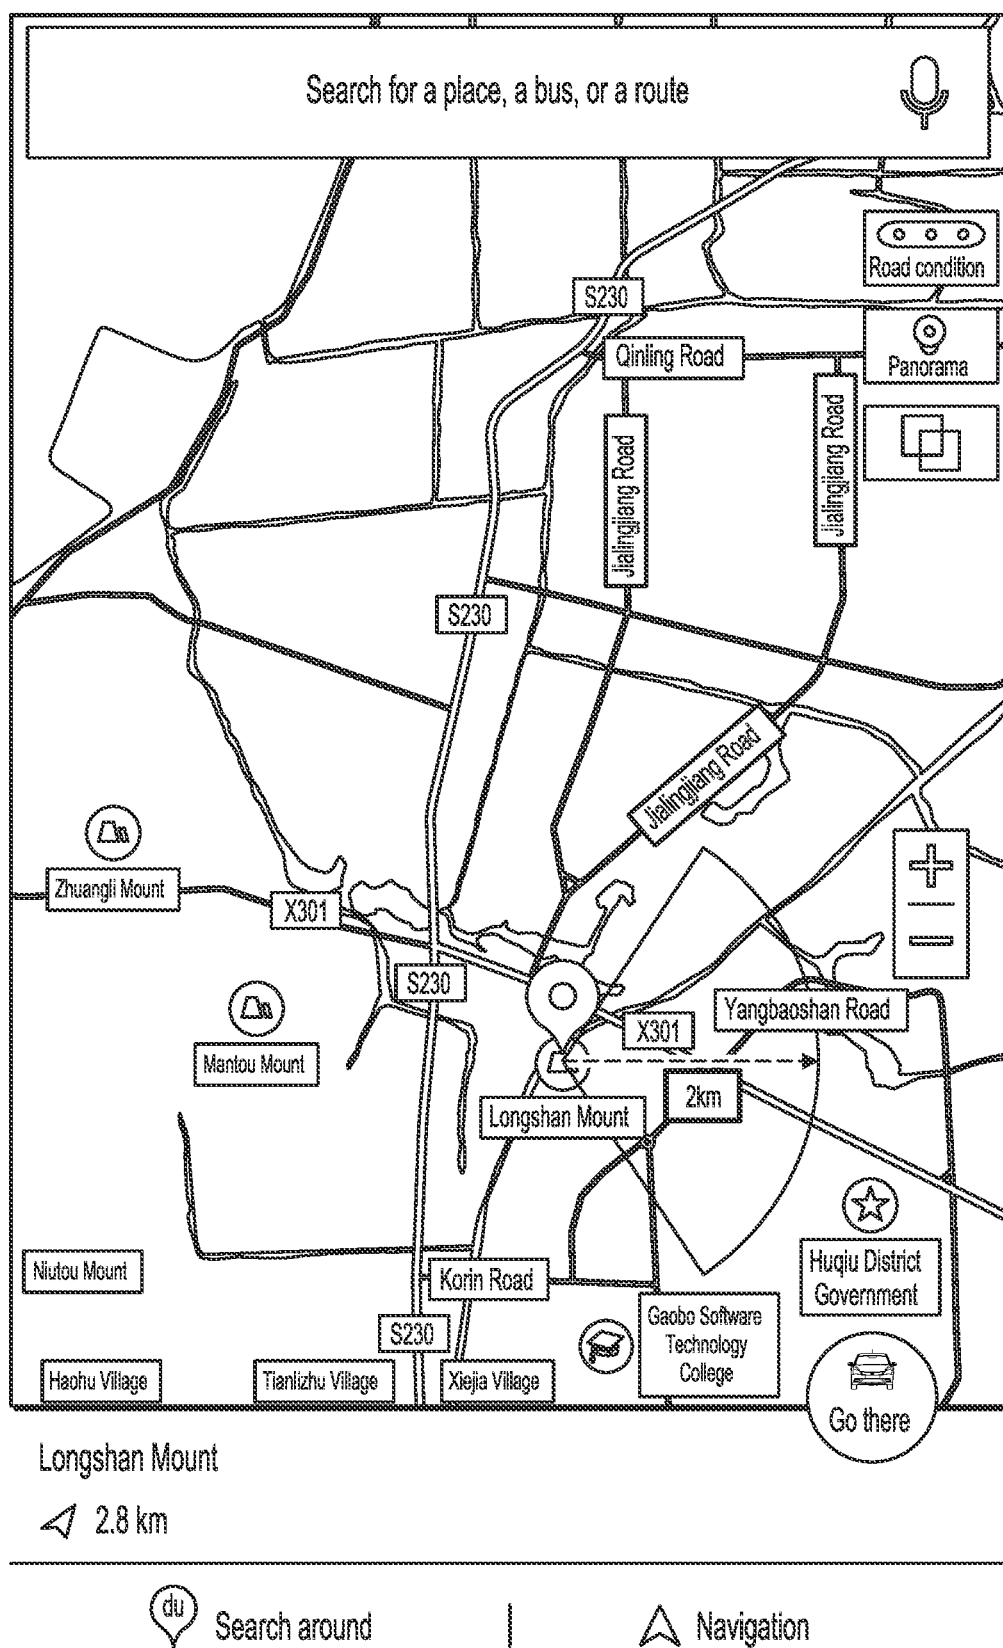 Search for a place, a bus, or a route
Road condition
S230
Qinling Road
Panorama
Jialingjiang Road
Jialingjiang Road
S230
Jialingjiang Road
Zhuangli Mount
X301
S230
Yangbaoshan Road
X301
Mantou Mount
2km
Longshan Mount
Niutou Mount
Korin Road
Huqiu District
Government
S230
Gaobo Software
Technology
College
Haohu Village
Tianlizhu Village
Xiejia Village
Go there
Longshan Mount
2.8 km
du
Search around
Navigation